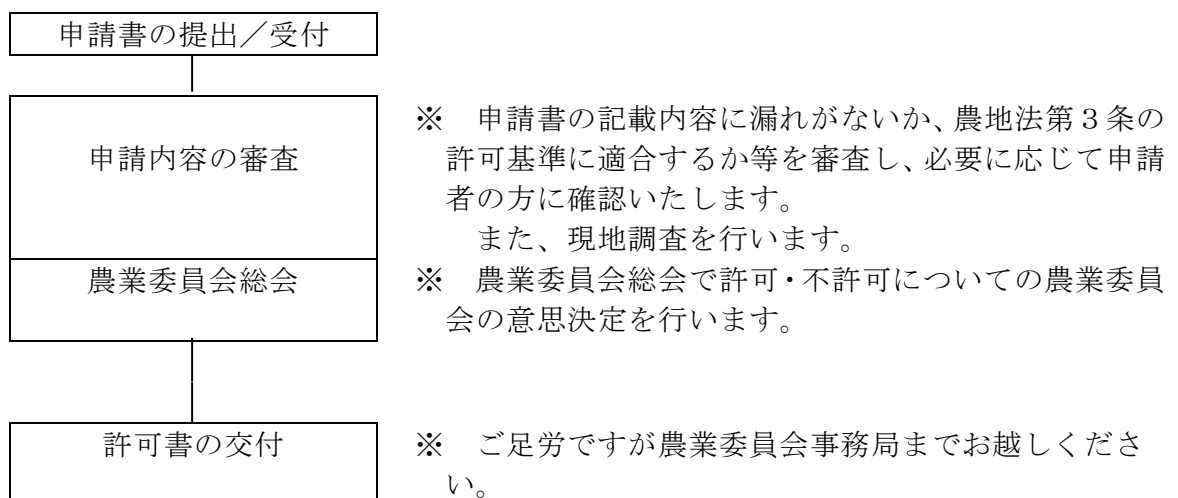 申請書の提出／受付
申請内容の審査
※　申請書の記載内容に漏れがないか、農地法第３条の
許可基準に適合するか等を審査し、必要に応じて申請
者の方に確認いたします。
また、現地調査を行います。
農業委員会総会
※　農業委員会総会で許可・不許可についての農業委員
会の意思決定を行います。
許可書の交付
※　ご足労ですが農業委員会事務局までお越しくださ
い。